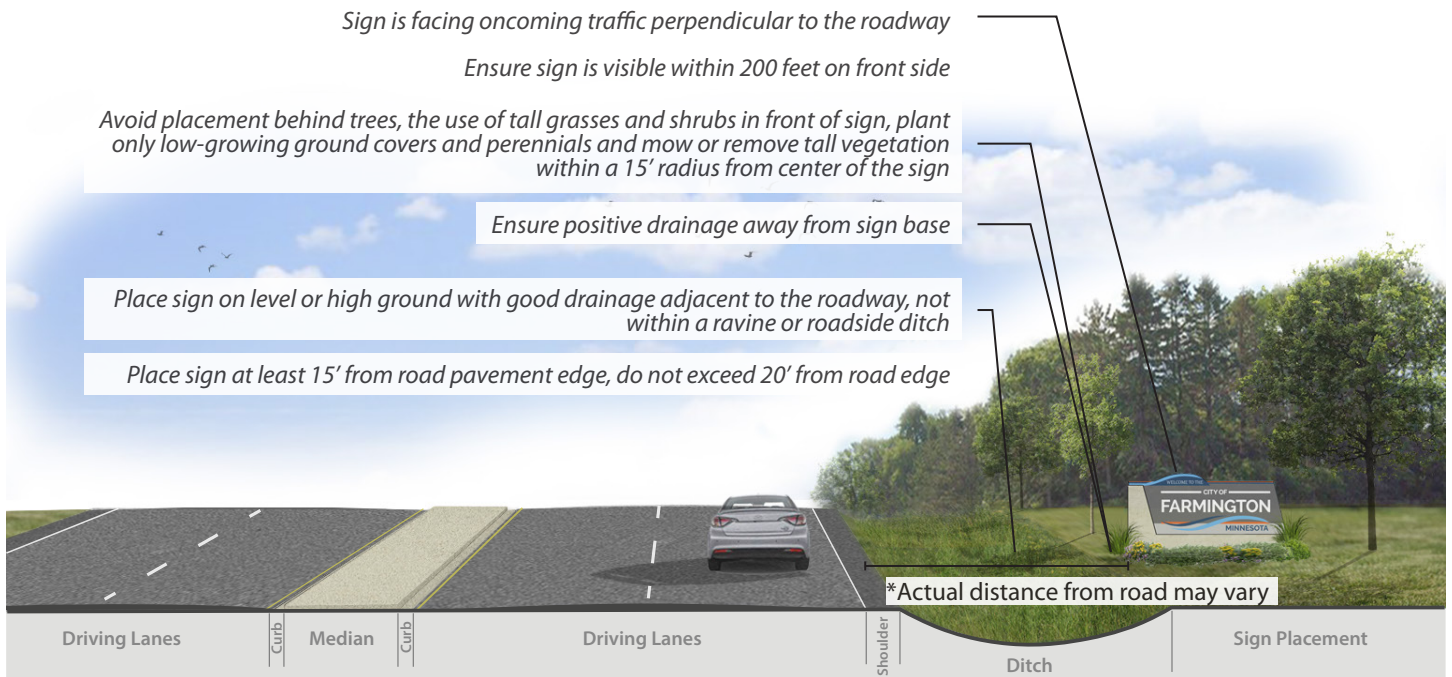 Sign is facing oncoming traffic perpendicular to the roadway
Ensure sign is visible within 200 feet on front side
Avoid placement behind trees, the use of tall grasses and shrubs in front of sign, plant
only low-growing ground covers and perennials and mow or remove tall vegetation
within a 15’ radius from center of the sign
Ensure positive drainage away from sign base
Place sign on level or high ground with good drainage adjacent to the roadway, not
within a ravine or roadside ditch
Place sign at least 15’ from road pavement edge, do not exceed 20’ from road edge
WELCOME TO THE
CITY OF
FARMINGTON
MINNESOTA
*Actual distance from road may vary
Driving Lanes
Curb
Median
Curb
Driving Lanes
Shoulder
Ditch
Sign Placement